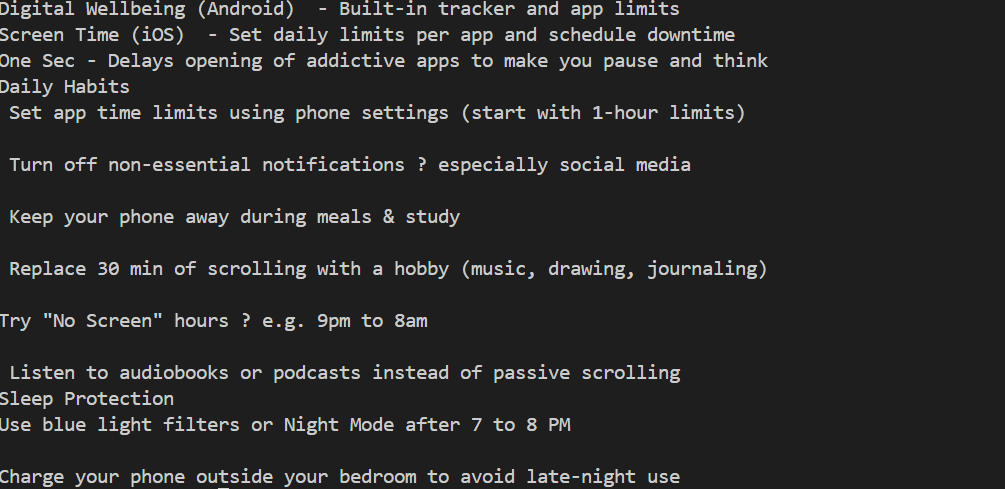 Digital Wellbeing (Android)  - Built-in tracker and app limits
Screen Time (iOS)  - Set daily limits per app and schedule downtime
One Sec - Delays opening of addictive apps to make you pause and think
Daily Habits
Set app time limits using phone settings (start with 1-hour limits)
Turn off non-essential notifications ? especially social media
Keep your phone away during meals & study
Replace 30 min of scrolling with a hobby (music, drawing, journaling)
Try "No Screen" hours ? e.g. 9pm to 8am
Listen to audiobooks or podcasts instead of passive scrolling
Sleep Protection
Use blue light filters or Night Mode after 7 to 8 PM
Charge your phone outside your bedroom to avoid late-night use